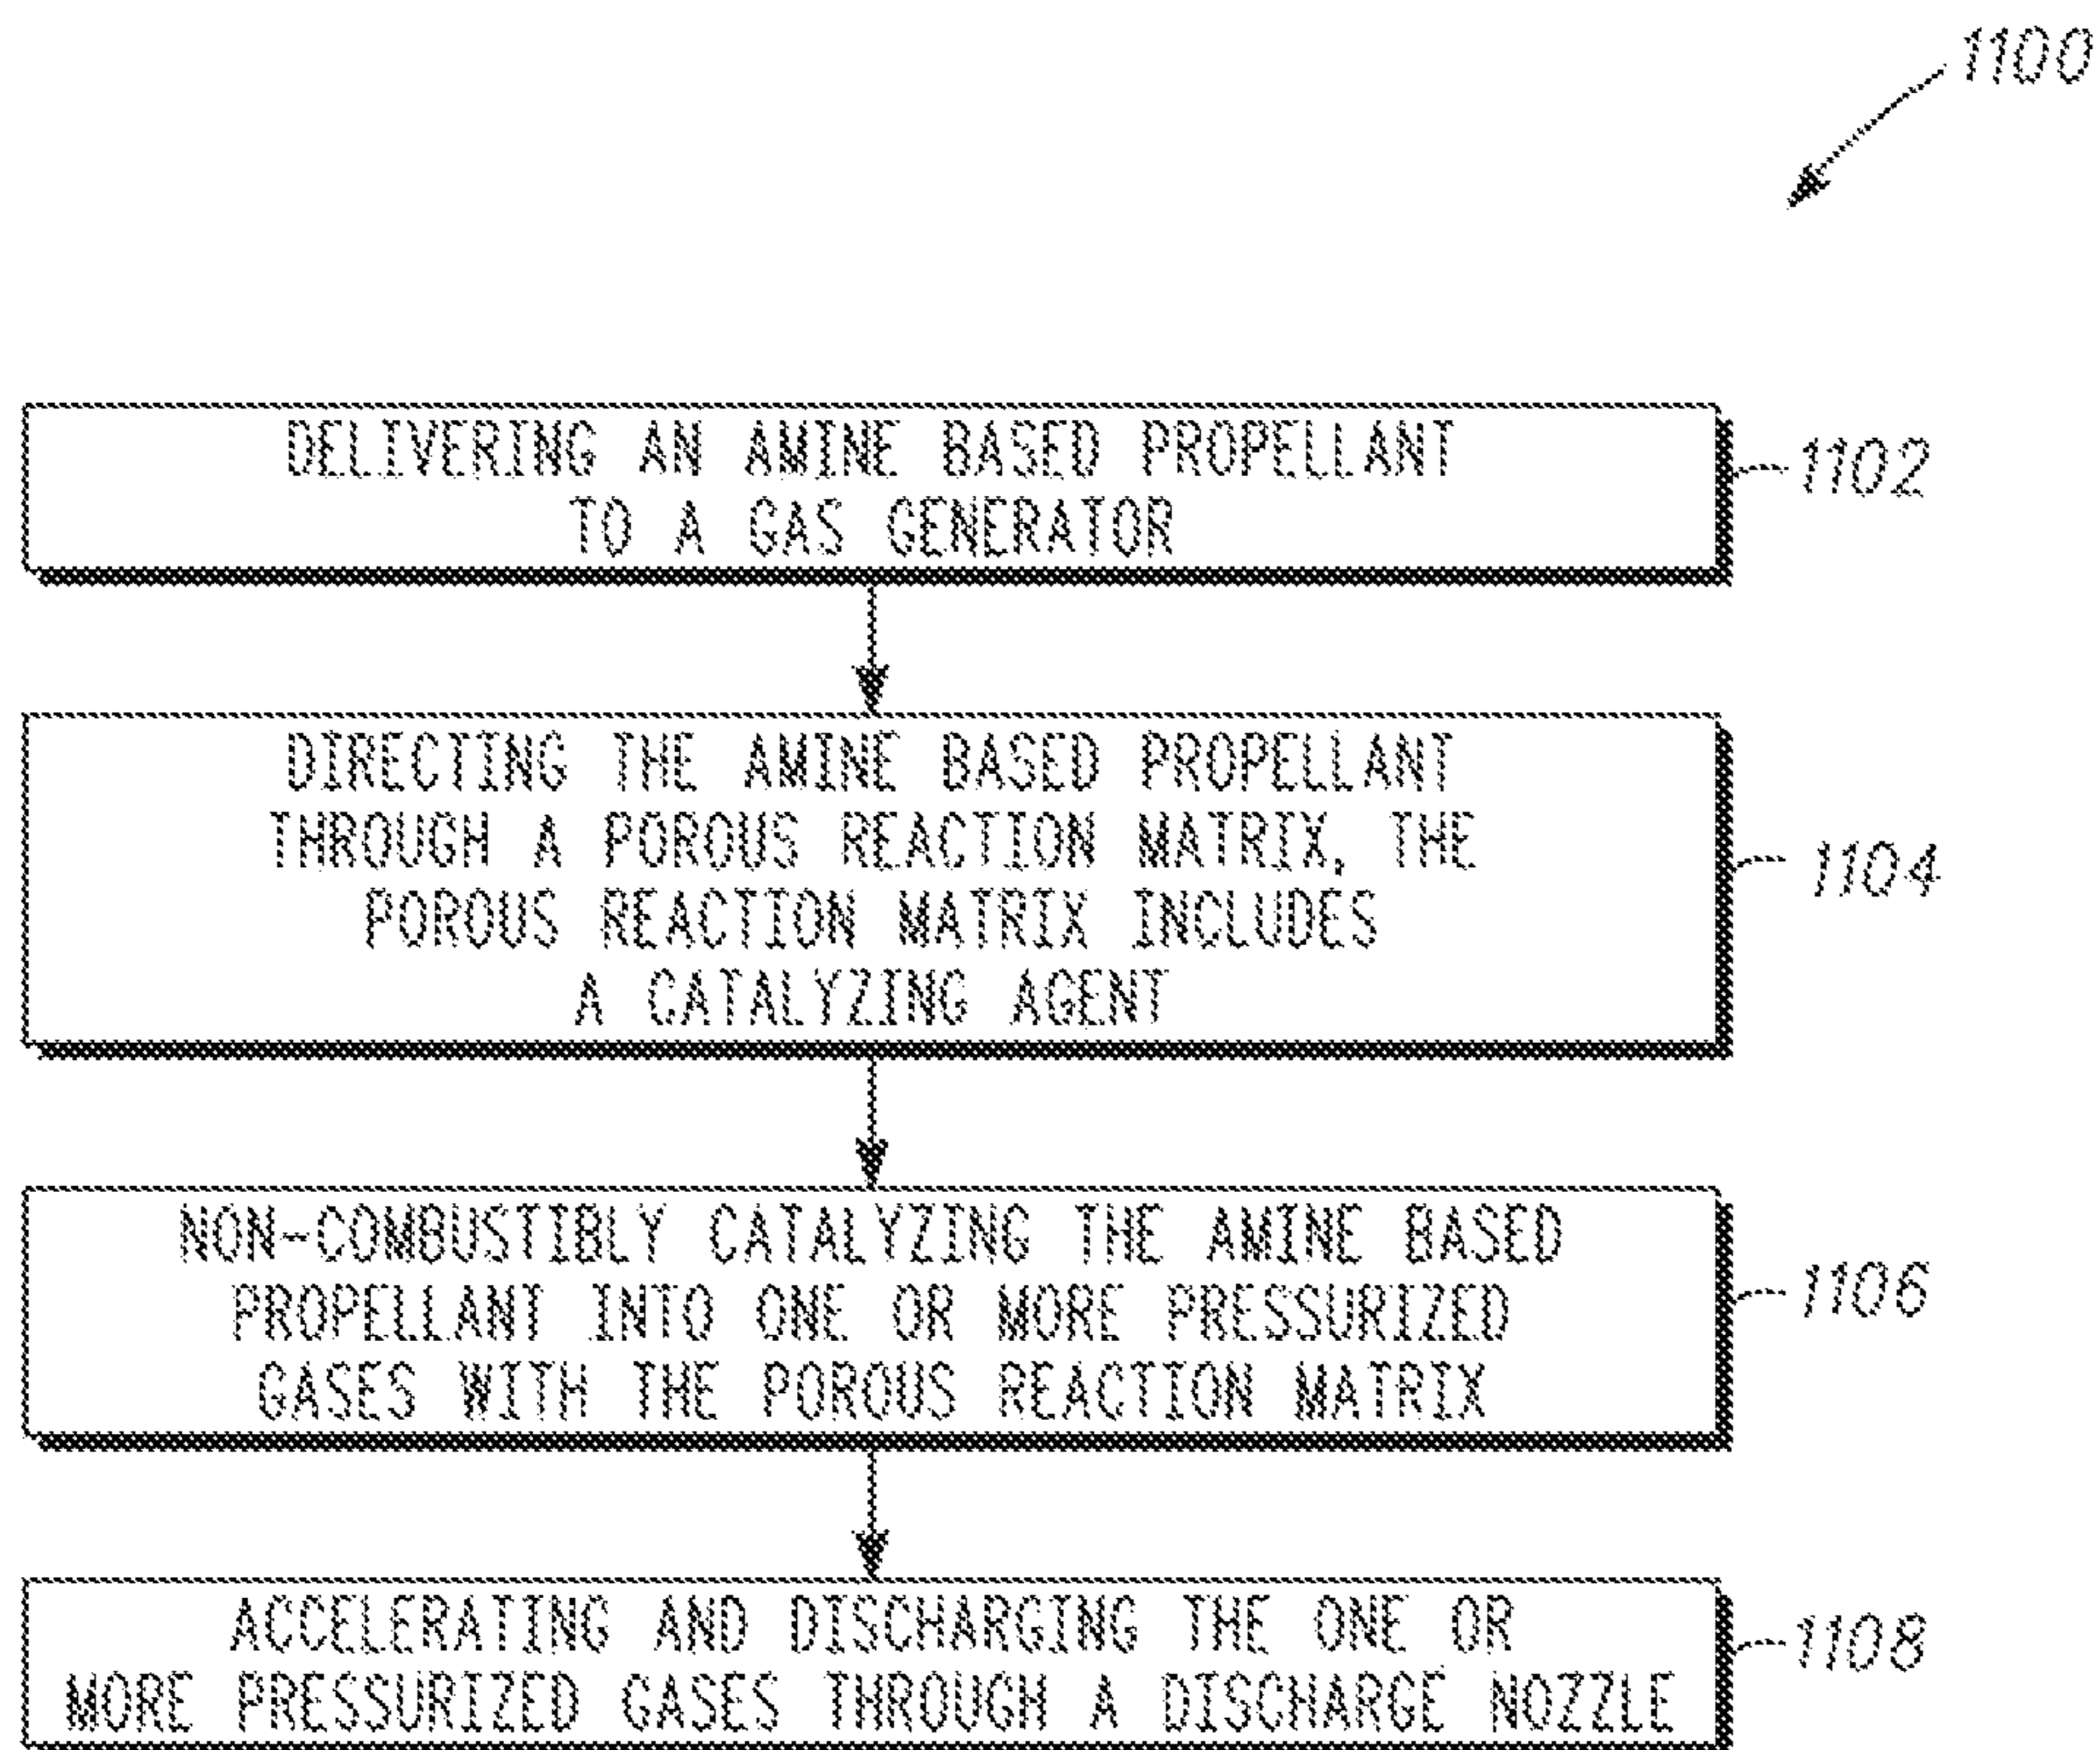 1100
DELIVERING AN AMINE BASED PROPELLANT
TO A GAS GENERATOR
1102
DIRECTING THE AMINE BASED PROPELLANT
THROUGH A POROUS REACTION MATRIX, THE
POROUS REACTION MATRIX INCLUDES
A CATALYZING AGENT
1104
NON-COMBUSTIBLY CATALYZING THE AMINE BASED
PROPELLANT INTO ONE OR MORE PRESSURIZED
GASES WITH THE POROUS REACTION MATRIX
1106
ACCELERATING AND DISCHARGING THE ONE OR
MORE PRESSURIZED GASES THROUGH A DISCHARGE NOZZLE
1108